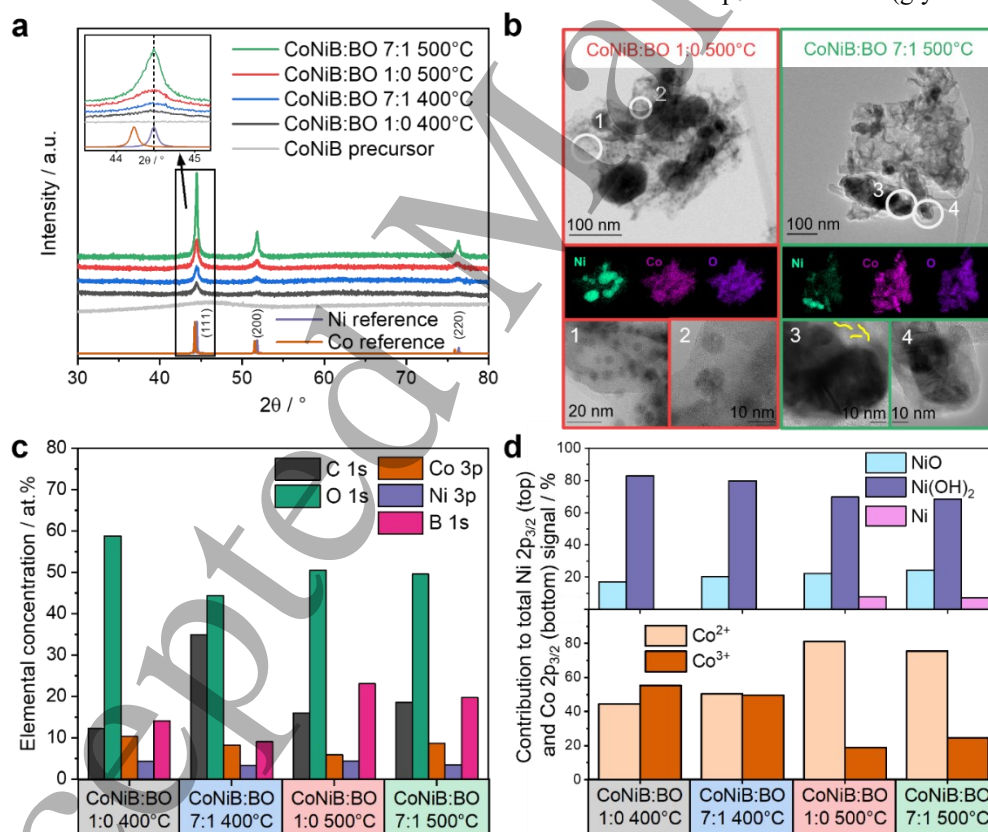 a
CoNiB:BO 7:1 500°C
CoNiB:BO 1:0 500°C
CoNiB:BO 7:1 400°C
CoNiB:BO 1:0 400°C
CoNiB precursor
44 2θ / ° 45
Intensity / a.u.
(111)
(200)
(220)
Ni reference
Co reference
30 40 50 60 70 80
2θ / °
b
CoNiB:BO 1:0 500°C
CoNiB:BO 7:1 500°C
1
2
100 nm
3
4
100 nm
Ni Co O
Ni Co O
1
20 nm
2
10 nm
3
10 nm
4
10 nm
c
Elemental concentration / at.%
80
70
60
50
40
30
20
10
0
C 1s
O 1s
Co 3p
Ni 3p
B 1s
CoNiB:BO 1:0 400°C
CoNiB:BO 7:1 400°C
CoNiB:BO 1:0 500°C
CoNiB:BO 7:1 500°C
d
Contribution to total Ni 2p3/2 (top)
and Co 2p3/2 (bottom) signal / %
100
80
60
40
20
NiO
Ni(OH)2
Ni
80
60
40
20
0
Co2+
Co3+
CoNiB:BO 1:0 400°C
CoNiB:BO 7:1 400°C
CoNiB:BO 1:0 500°C
CoNiB:BO 7:1 500°C